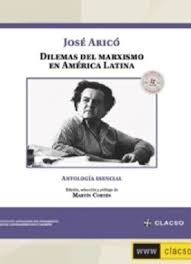 JOSÉ ARICÓ
DILEMAS DEL MARXISMO
EN AMÉRICA LATINA
ANTOLOGÍA ESENCIAL
Edición, selección y prólogo de
MARTÍN CORTÉS
CLACSO
www.clacso